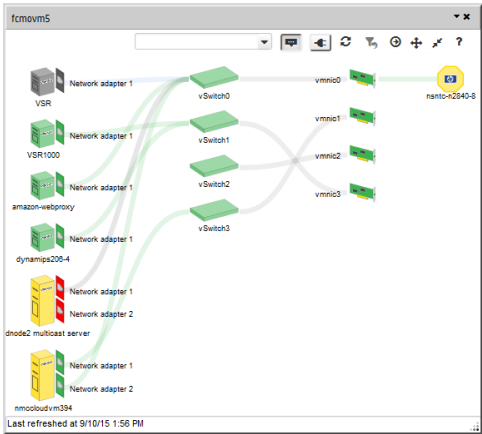 fcmovm5
?
VSR
Network adapter 1
vSwitch0
vmnic0
nsntc-n2840-8
VSR1000
Network adapter 1
vSwitch1
vmnic1
amazon-webproxy
Network adapter 1
vSwitch2
vmnic2
dynamips206-4
Network adapter 1
vSwitch3
vmnic3
dnode2 multicast server
Network adapter 1
Network adapter 2
nmccloudvm394
Network adapter 1
Network adapter 2
Last refreshed at 9/10/15 1:56 PM